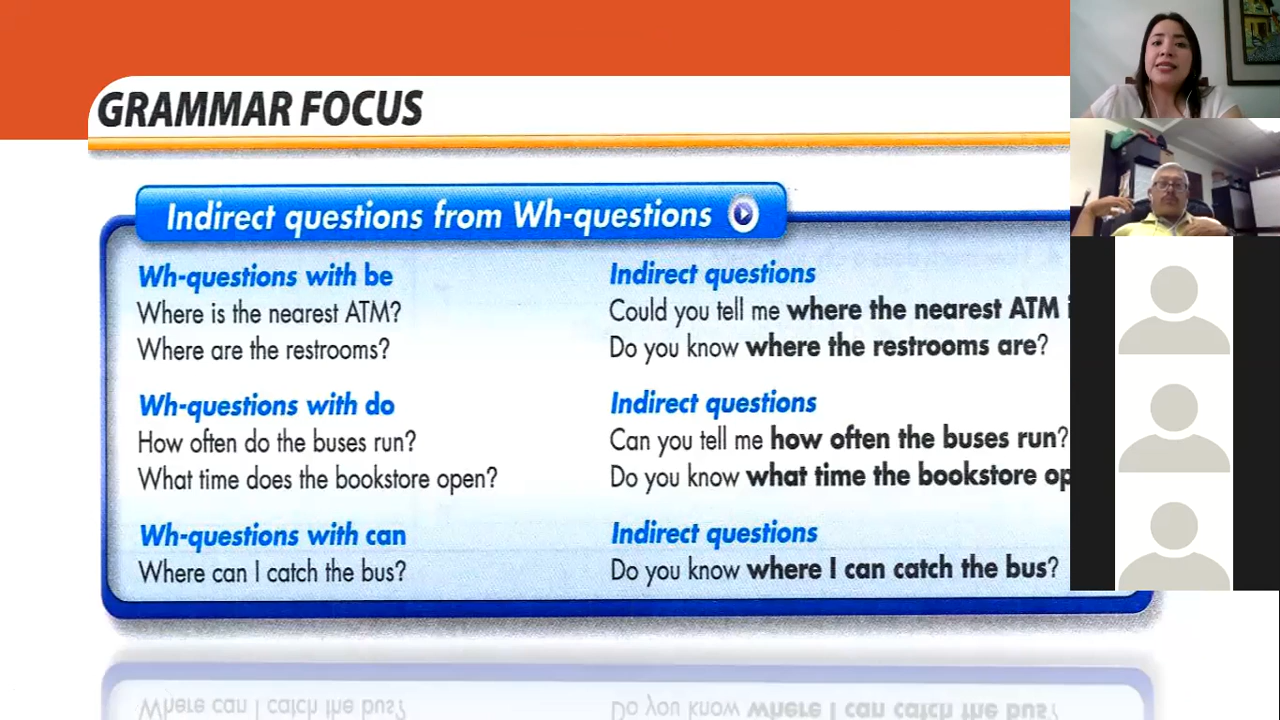 GRAMMAR FOCUS
Indirect questions from Wh-questions
Wh-questions with be
Indirect questions
Where is the nearest ATM?
Could you tell me where the nearest ATM
Where are the restrooms?
Do you know where the restrooms are?
Wh-questions with do
Indirect questions
How often do the buses run?
Can you tell me how often the buses run?
What time does the bookstore open?
Do you know what time the bookstore op
Wh-questions with can
Indirect questions
Where can I catch the bus?
Do you know where I can catch the bus?